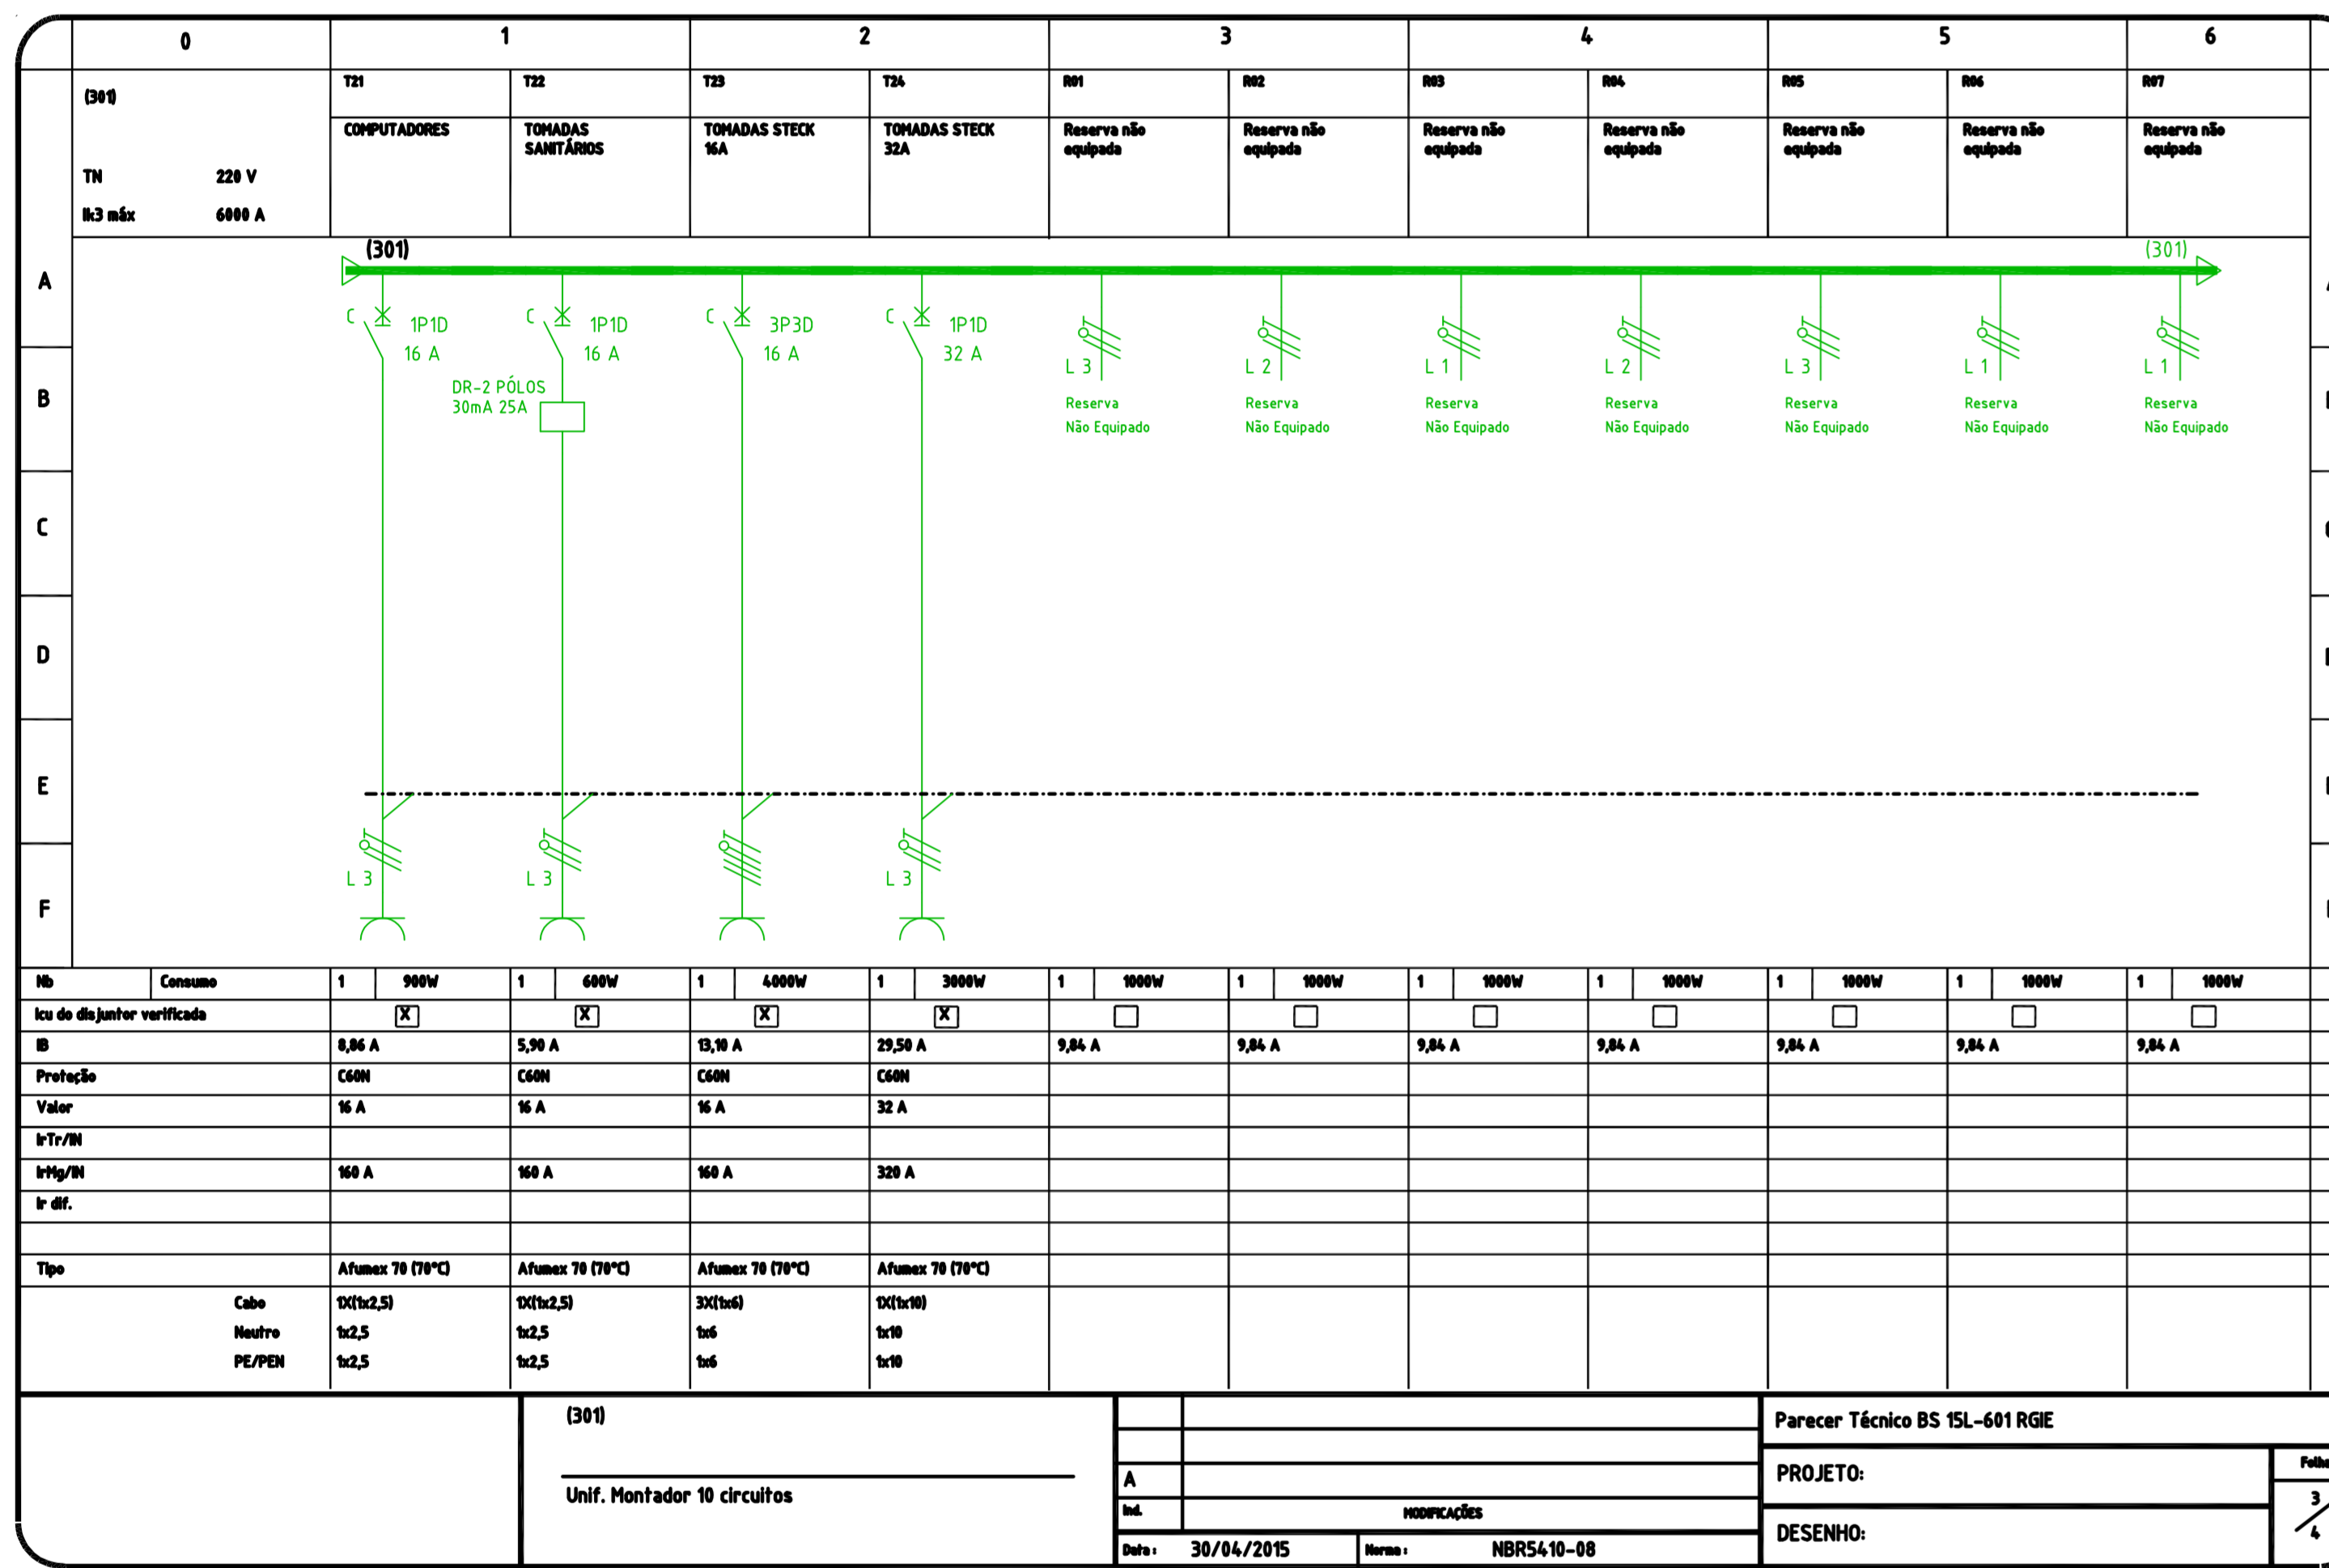 0 1 2 3 4 5 6
(301) T21 T22 T23 T24 R01 R02 R03 R04 R05 R06 R07
COMPUTADORES TOMADAS TOMADAS STECK TOMADAS STECK Reserva não Reserva não Reserva não Reserva não Reserva não Reserva não Reserva não
SANITÁRIOS 16A 32A equipada equipada equipada equipada equipada equipada equipada
TN 220 V
Ik3 máx 6000 A
(301) (301)
A
C 1P1D C 1P1D C 3P3D C 1P1D
16 A 16 A 16 A 32 A
L 3 L 2 L 1 L 2 L 3 L 1 L 1
DR-2 PÓLOS
30mA 25A
B
Reserva Reserva Reserva Reserva Reserva Reserva Reserva
Não Equipado Não Equipado Não Equipado Não Equipado Não Equipado Não Equipado Não Equipado
C
D
E
L 3 L 3 L 3
F
Nb Consumo 1 900W 1 600W 1 4000W 1 3000W 1 1000W 1 1000W 1 1000W 1 1000W 1 1000W 1 1000W 1 1000W
Icu do disjuntor verificada X X X X
IB 8,86 A 5,90 A 13,10 A 29,50 A 9,84 A 9,84 A 9,84 A 9,84 A 9,84 A 9,84 A 9,84 A
Proteção C60N C60N C60N C60N
Valor 16 A 16 A 16 A 32 A
IrTr/IN
IrMg/IN 160 A 160 A 160 A 320 A
Ir dif.
Tipo Afumex 70 (70°C) Afumex 70 (70°C) Afumex 70 (70°C) Afumex 70 (70°C)
Cabo 1X(1x2,5) 1X(1x2,5) 3X(1x6) 1X(1x10)
Neutro 1x2,5 1x2,5 1x6 1x10
PE/PEN 1x2,5 1x2,5 1x6 1x10
(301)
Unif. Montador 10 circuitos
A
Ind. MODIFICAÇÕES
Data : 30/04/2015 Norma : NBR5410-08
Parecer Técnico BS 15L-601 RGIE
PROJETO:
DESENHO:
Folha
3
4